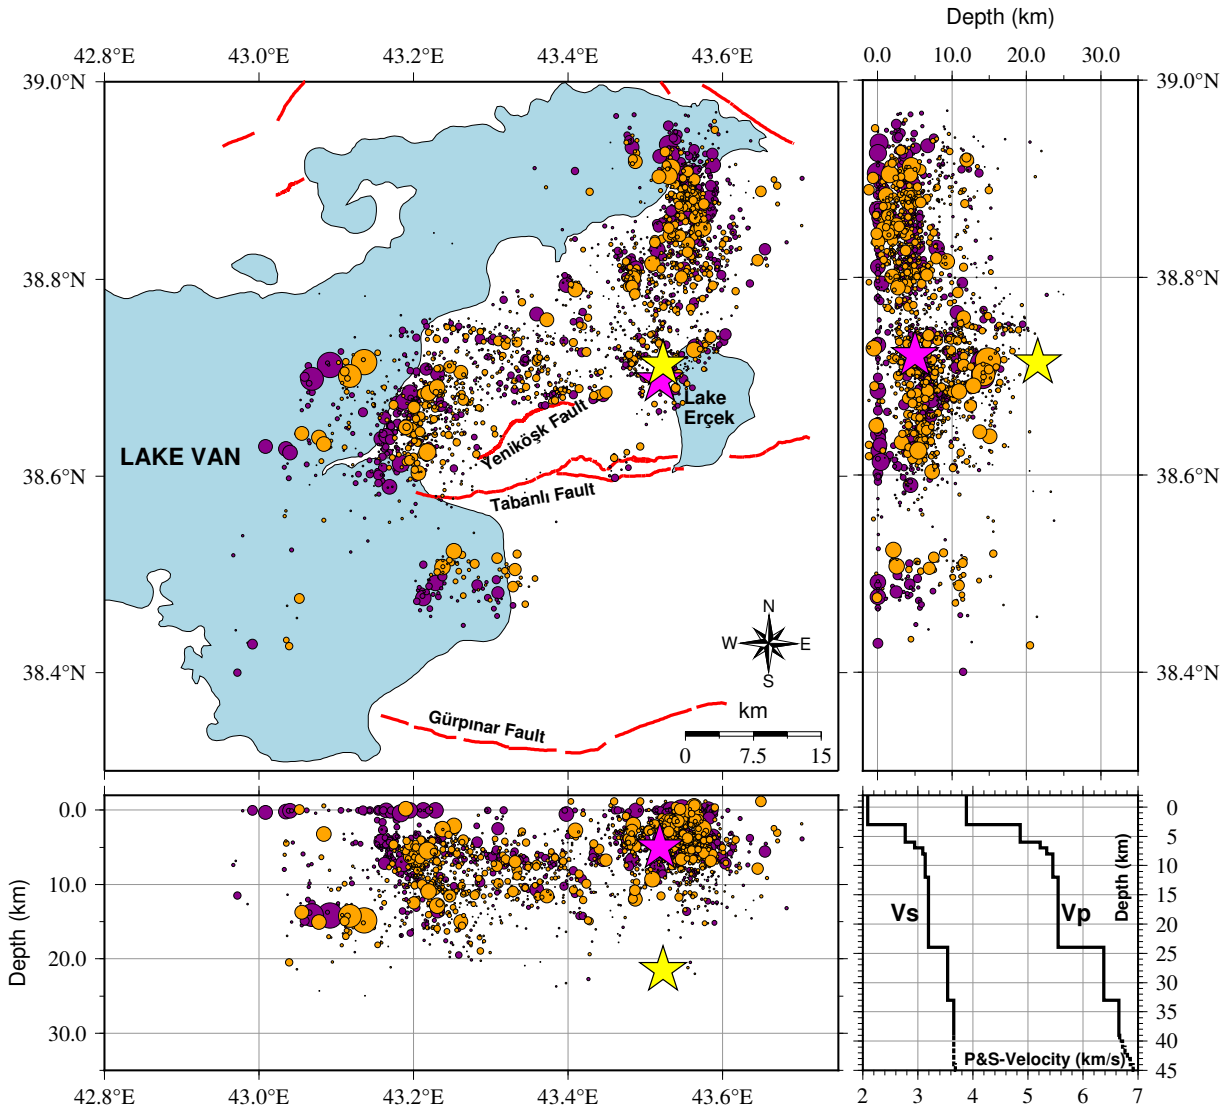 Depth (km)
42.8°E 43.0°E 43.2°E 43.4°E 43.6°E
0.0 10.0 20.0 30.0
39.0°N
39.0°N
38.8°N
38.8°N
Lake
Erçek
Yeniköşk Fault
LAKE VAN
38.6°N
38.6°N
Tabanlı Fault
N
W E
S
38.4°N
38.4°N
km
Gürpınar Fault
0 7.5 15
Depth (km)
0.0
10.0
20.0
30.0
42.8°E 43.0°E 43.2°E 43.4°E 43.6°E
Vs
Vp
Depth (km)
0
5
10
15
20
25
30
35
40
45
P&S-Velocity (km/s)
2 3 4 5 6 7